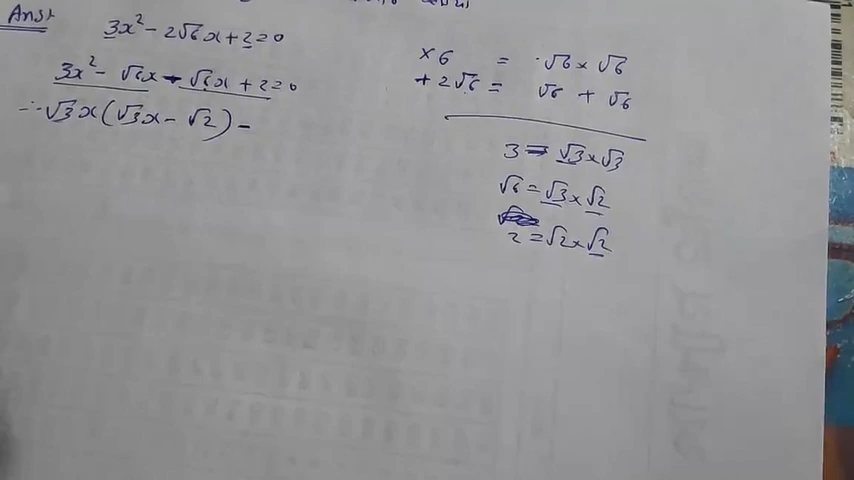 Ans:
3x² - 2√6x + 2 = 0
3x² - √6x - √6x + 2 = 0
∴ √3x(√3x - √2) -
×6 = √6 × √6
+2√6 = √6 + √6
3 = √3 × √3
√6 = √3 × √2
2 = √2 × √2